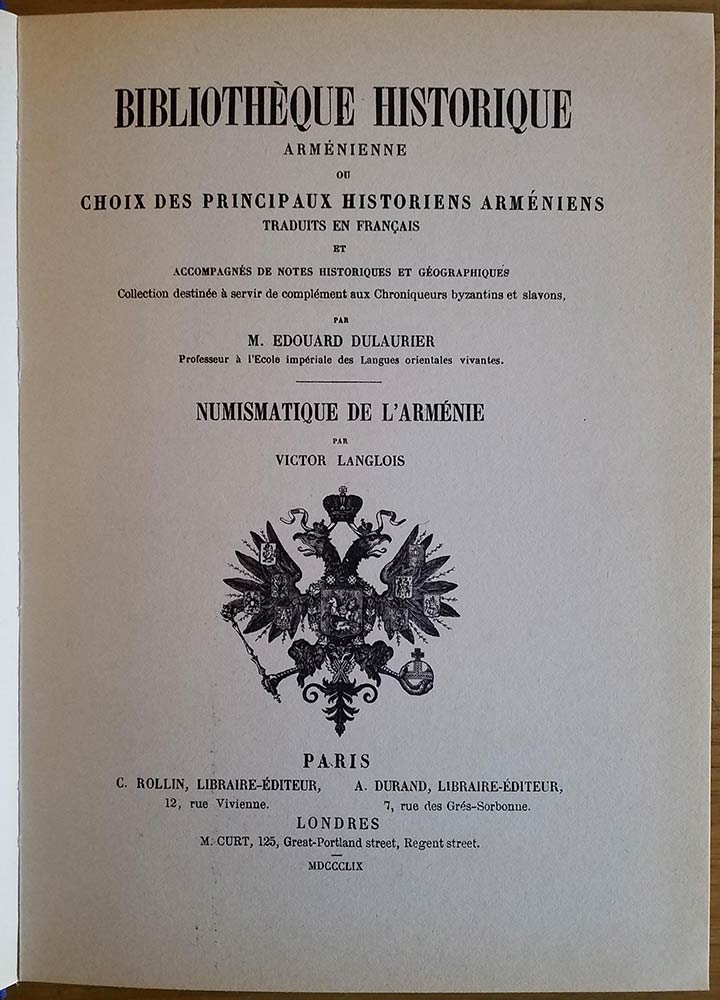 BIBLIOTHÈQUE HISTORIQUE
ARMÉNIENNE
OU
CHOIX DES PRINCIPAUX HISTORIENS ARMÉNIENS
TRADUITS EN FRANÇAIS
ET
ACCOMPAGNÉS DE NOTES HISTORIQUES ET GÉOGRAPHIQUES
Collection destinée à servir de complément aux Chroniqueurs byzantins et slavons,
PAR
M. EDOUARD DULAURIER
Professeur à l'Ecole impériale des Langues orientales vivantes.
NUMISMATIQUE DE L'ARMÉNIE
PAR
VICTOR LANGLOIS
PARIS
C. ROLLIN, LIBRAIRE-ÉDITEUR, A. DURAND, LIBRAIRE-ÉDITEUR,
12, rue Vivienne. 7, rue des Grés-Sorbonne.
LONDRES
M. CURT, 125, Great-Portland street, Regent street.
MDCCCLIX